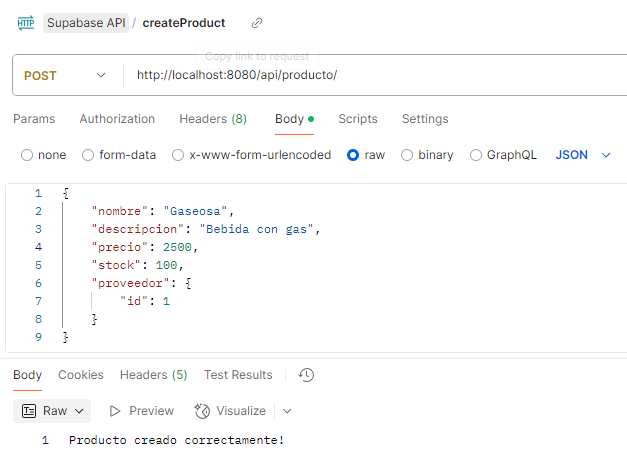 HTTP Supabase API / createProduct
Copy link to request
POST http://localhost:8080/api/producto/
Params Authorization Headers (8) Body Scripts Settings
none form-data x-www-form-urlencoded raw binary GraphQL JSON
1 {
2 "nombre": "Gaseosa",
3 "descripcion": "Bebida con gas",
4 "precio": 2500,
5 "stock": 100,
6 "proveedor": {
7 "id": 1
8 }
9 }
Body Cookies Headers (5) Test Results
Raw Preview Visualize
1 Producto creado correctamente!